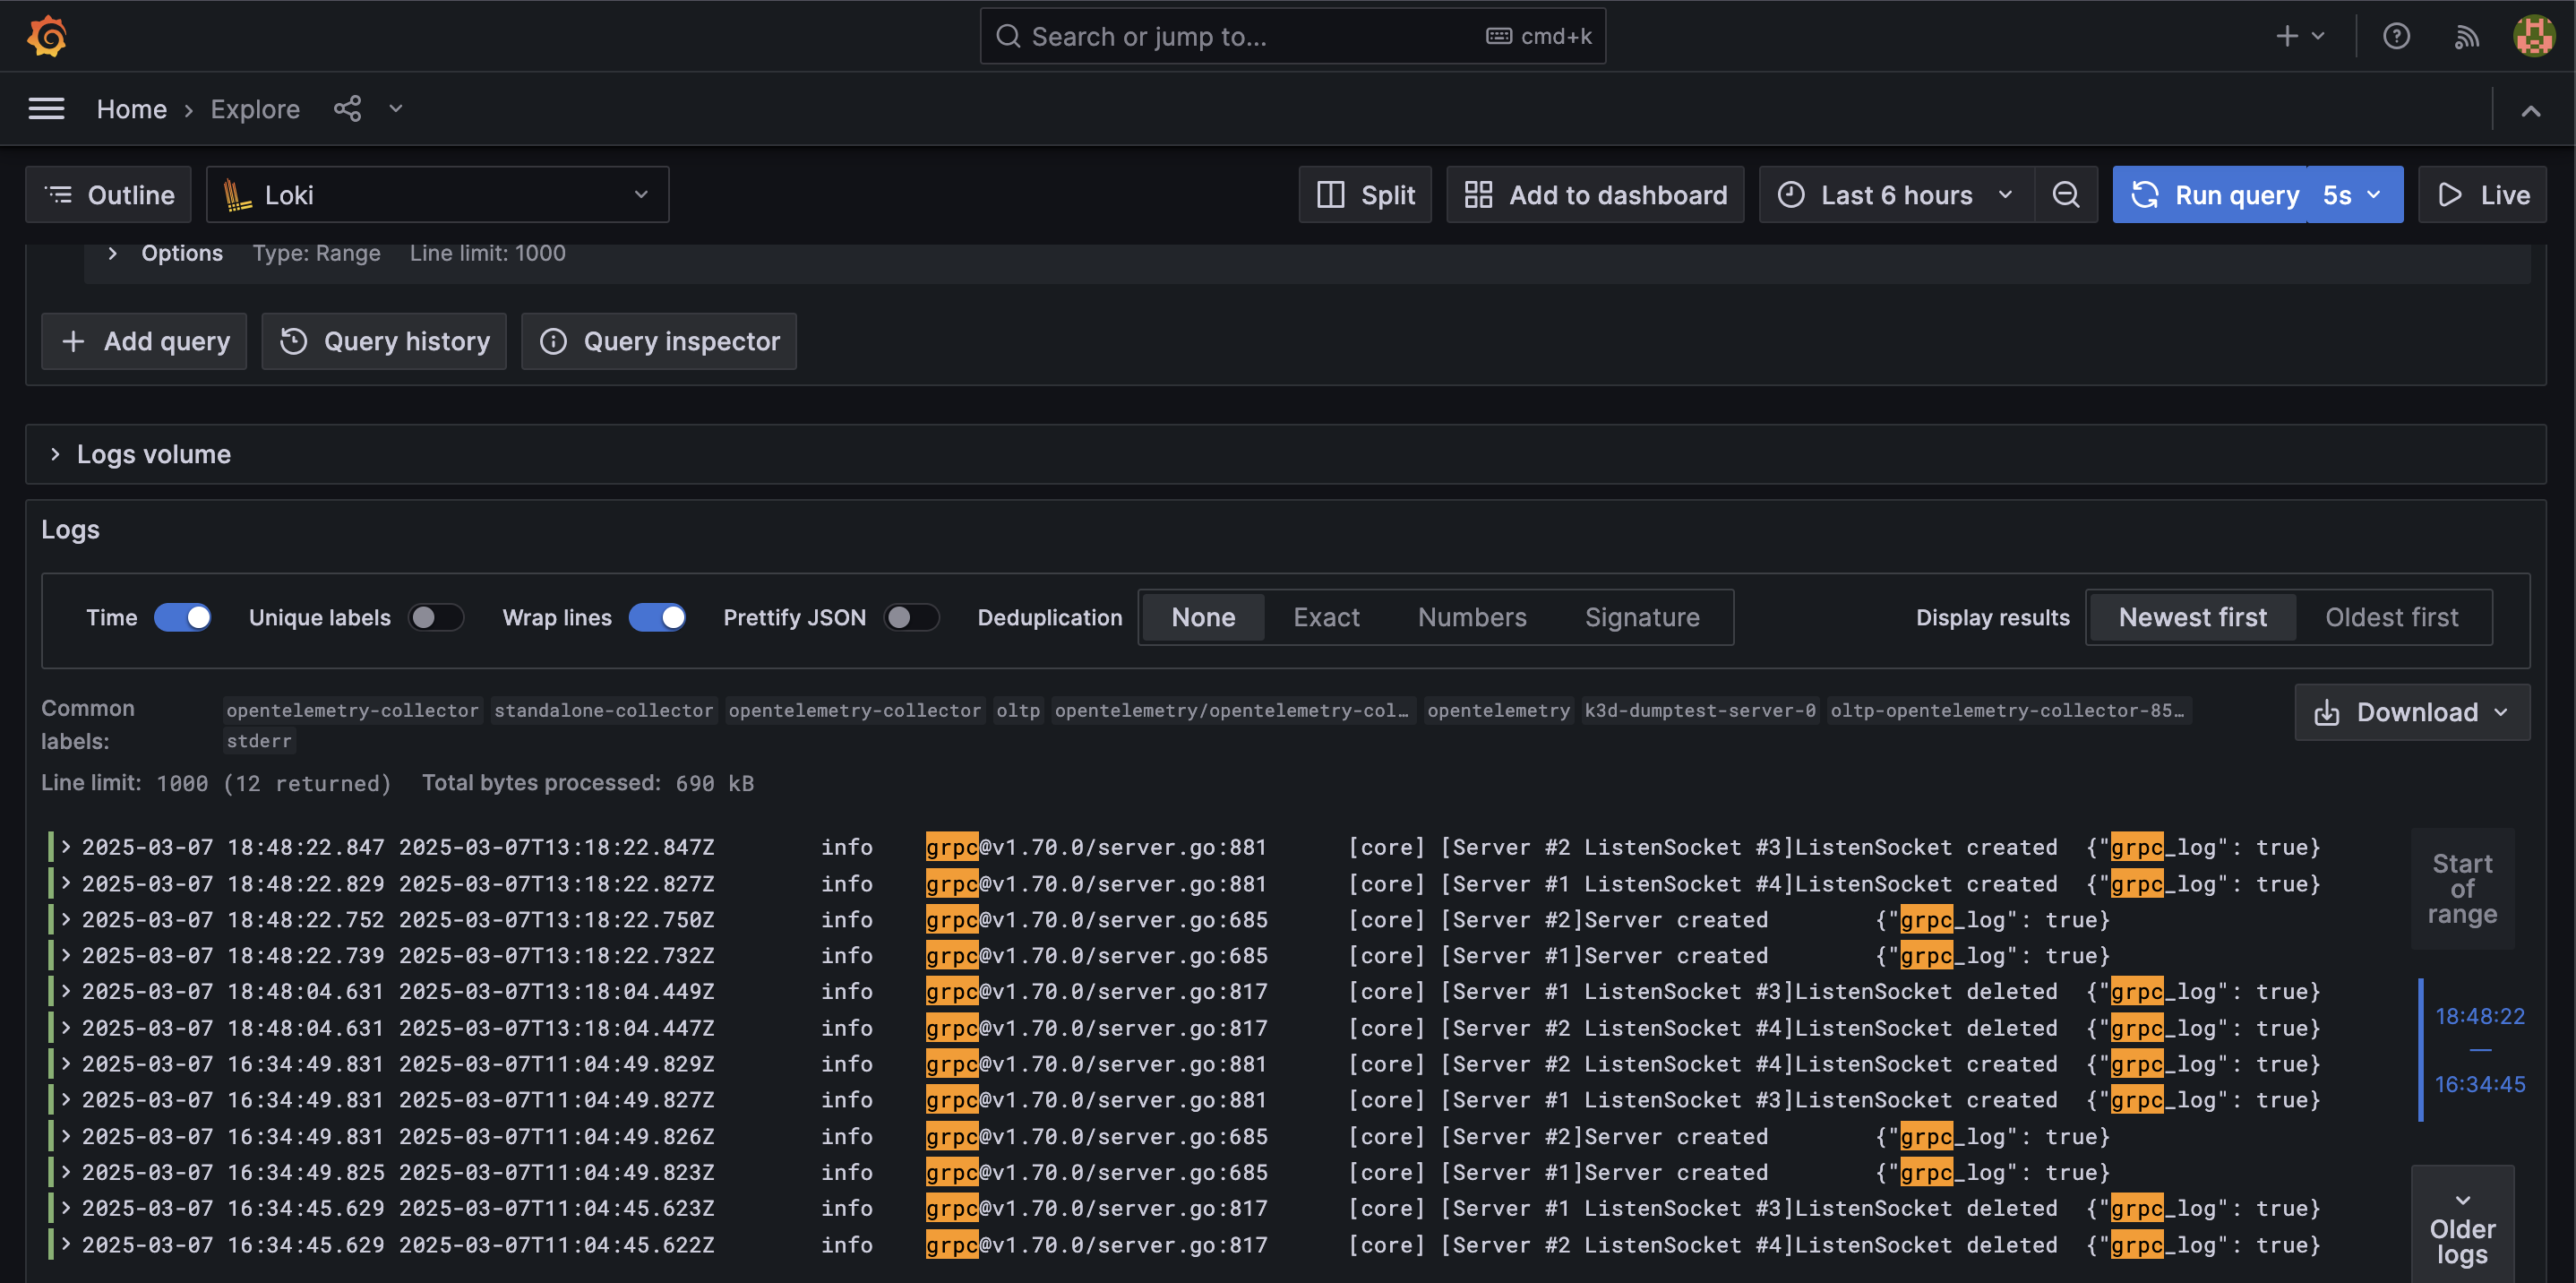 Search or jump to... cmd+k
Home › Explore
Outline Loki Split Add to dashboard Last 6 hours Run query 5s Live
Options Type: Range Line limit: 1000
Add query Query history Query inspector
Logs volume
Logs
Time Unique labels Wrap lines Prettify JSON Deduplication None Exact Numbers Signature Display results Newest first Oldest first
Common labels: opentelemetry-collector standalone-collector opentelemetry-collector oltp opentelemetry/opentelemetry-col… opentelemetry k3d-dumptest-server-0 oltp-opentelemetry-collector-85…
stderr
Download
Line limit: 1000 (12 returned) Total bytes processed: 690 kB
2025-03-07 18:48:22.847 2025-03-07T13:18:22.847Z info grpc@v1.70.0/server.go:881 [core] [Server #2 ListenSocket #3]ListenSocket created {"grpc_log": true}
2025-03-07 18:48:22.829 2025-03-07T13:18:22.827Z info grpc@v1.70.0/server.go:881 [core] [Server #1 ListenSocket #4]ListenSocket created {"grpc_log": true}
2025-03-07 18:48:22.752 2025-03-07T13:18:22.750Z info grpc@v1.70.0/server.go:685 [core] [Server #2]Server created {"grpc_log": true}
2025-03-07 18:48:22.739 2025-03-07T13:18:22.732Z info grpc@v1.70.0/server.go:685 [core] [Server #1]Server created {"grpc_log": true}
2025-03-07 18:48:04.631 2025-03-07T13:18:04.449Z info grpc@v1.70.0/server.go:817 [core] [Server #1 ListenSocket #3]ListenSocket deleted {"grpc_log": true}
2025-03-07 18:48:04.631 2025-03-07T13:18:04.447Z info grpc@v1.70.0/server.go:817 [core] [Server #2 ListenSocket #4]ListenSocket deleted {"grpc_log": true}
2025-03-07 16:34:49.831 2025-03-07T11:04:49.829Z info grpc@v1.70.0/server.go:881 [core] [Server #2 ListenSocket #4]ListenSocket created {"grpc_log": true}
2025-03-07 16:34:49.831 2025-03-07T11:04:49.827Z info grpc@v1.70.0/server.go:881 [core] [Server #1 ListenSocket #3]ListenSocket created {"grpc_log": true}
2025-03-07 16:34:49.831 2025-03-07T11:04:49.826Z info grpc@v1.70.0/server.go:685 [core] [Server #2]Server created {"grpc_log": true}
2025-03-07 16:34:49.825 2025-03-07T11:04:49.823Z info grpc@v1.70.0/server.go:685 [core] [Server #1]Server created {"grpc_log": true}
2025-03-07 16:34:45.629 2025-03-07T11:04:45.623Z info grpc@v1.70.0/server.go:817 [core] [Server #1 ListenSocket #3]ListenSocket deleted {"grpc_log": true}
2025-03-07 16:34:45.629 2025-03-07T11:04:45.622Z info grpc@v1.70.0/server.go:817 [core] [Server #2 ListenSocket #4]ListenSocket deleted {"grpc_log": true}
Start
of
range
18:48:22
—
16:34:45
Older
logs